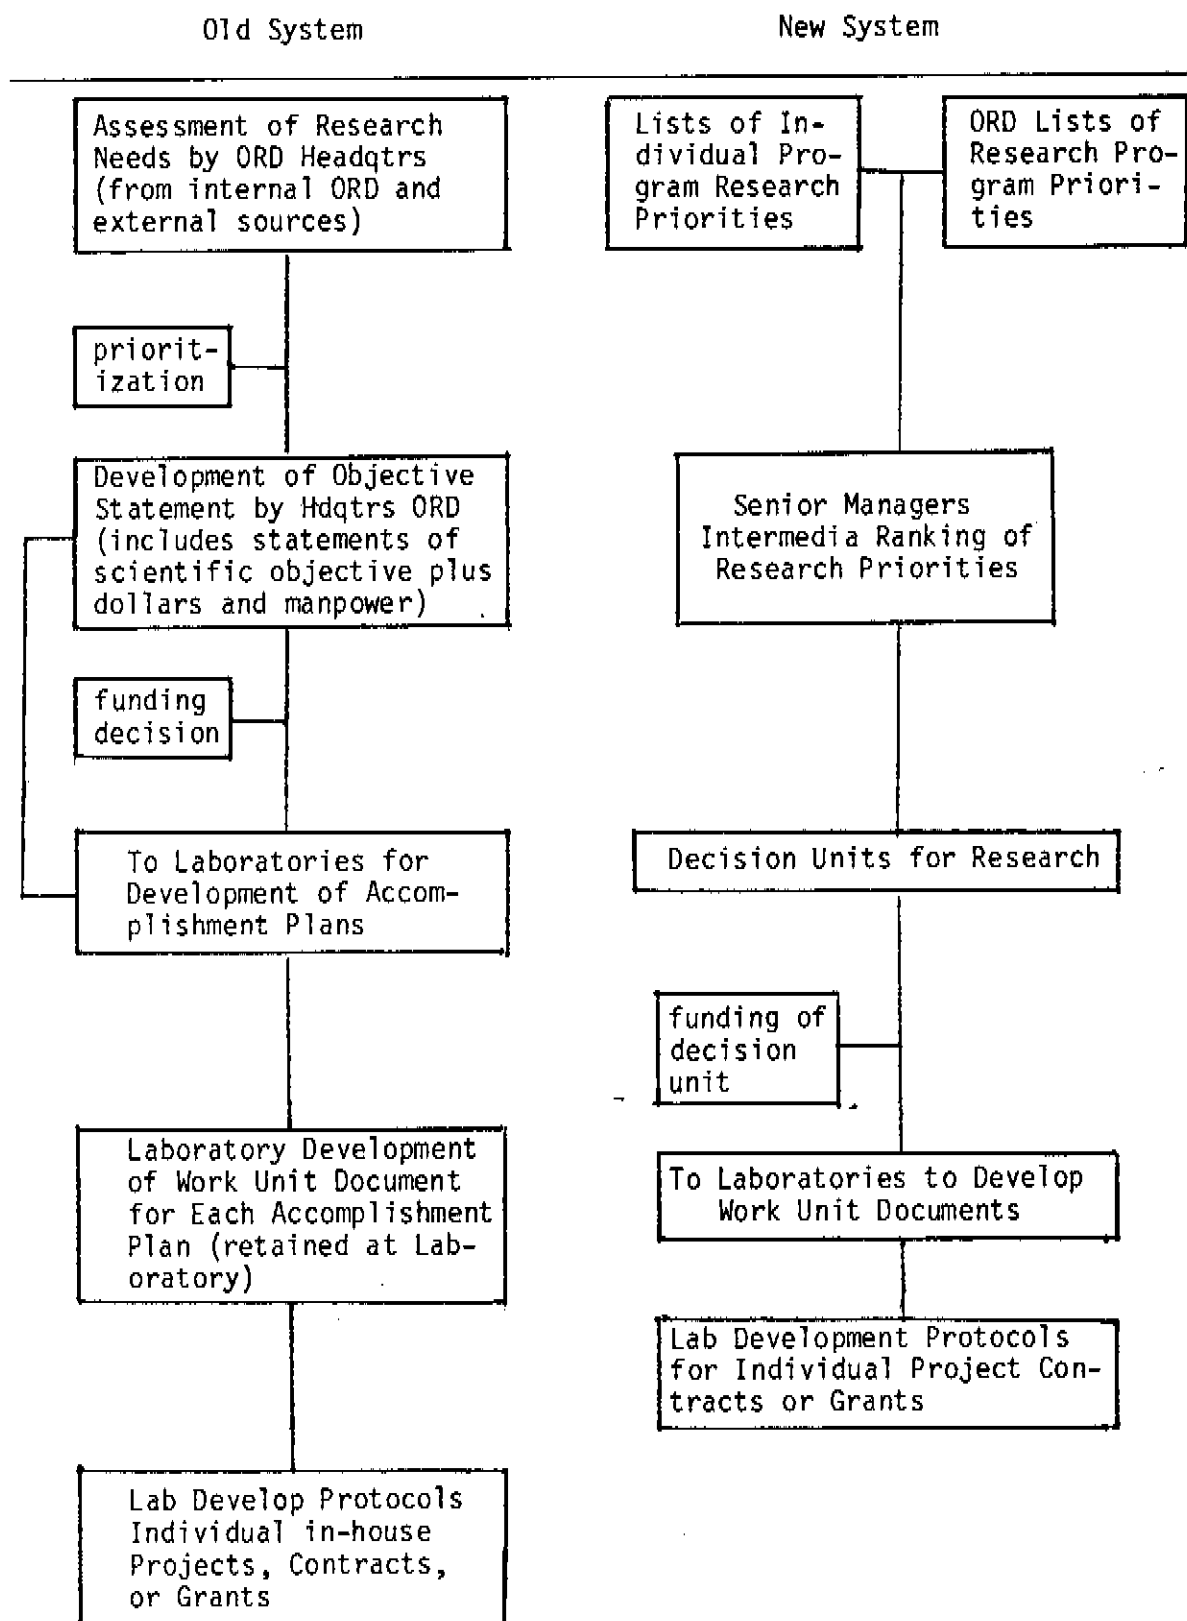 Old System
New System
Assessment of Research
Needs by ORD Headqtrs
(from internal ORD and
external sources)
priorit-
ization
Development of Objective
Statement by Hdqtrs ORD
(includes statements of
scientific objective plus
dollars and manpower)
funding
decision
To Laboratories for
Development of Accom-
plishment Plans
Laboratory Development
of Work Unit Document
for Each Accomplishment
Plan (retained at Lab-
oratory)
Lab Develop Protocols
Individual in-house
Projects, Contracts,
or Grants
Lists of In-
dividual Pro-
gram Research
Priorities
ORD Lists of
Research Pro-
gram Priori-
ties
Senior Managers
Intermedia Ranking of
Research Priorities
Decision Units for Research
funding of
decision
unit
To Laboratories to Develop
Work Unit Documents
Lab Development Protocols
for Individual Project Con-
tracts or Grants